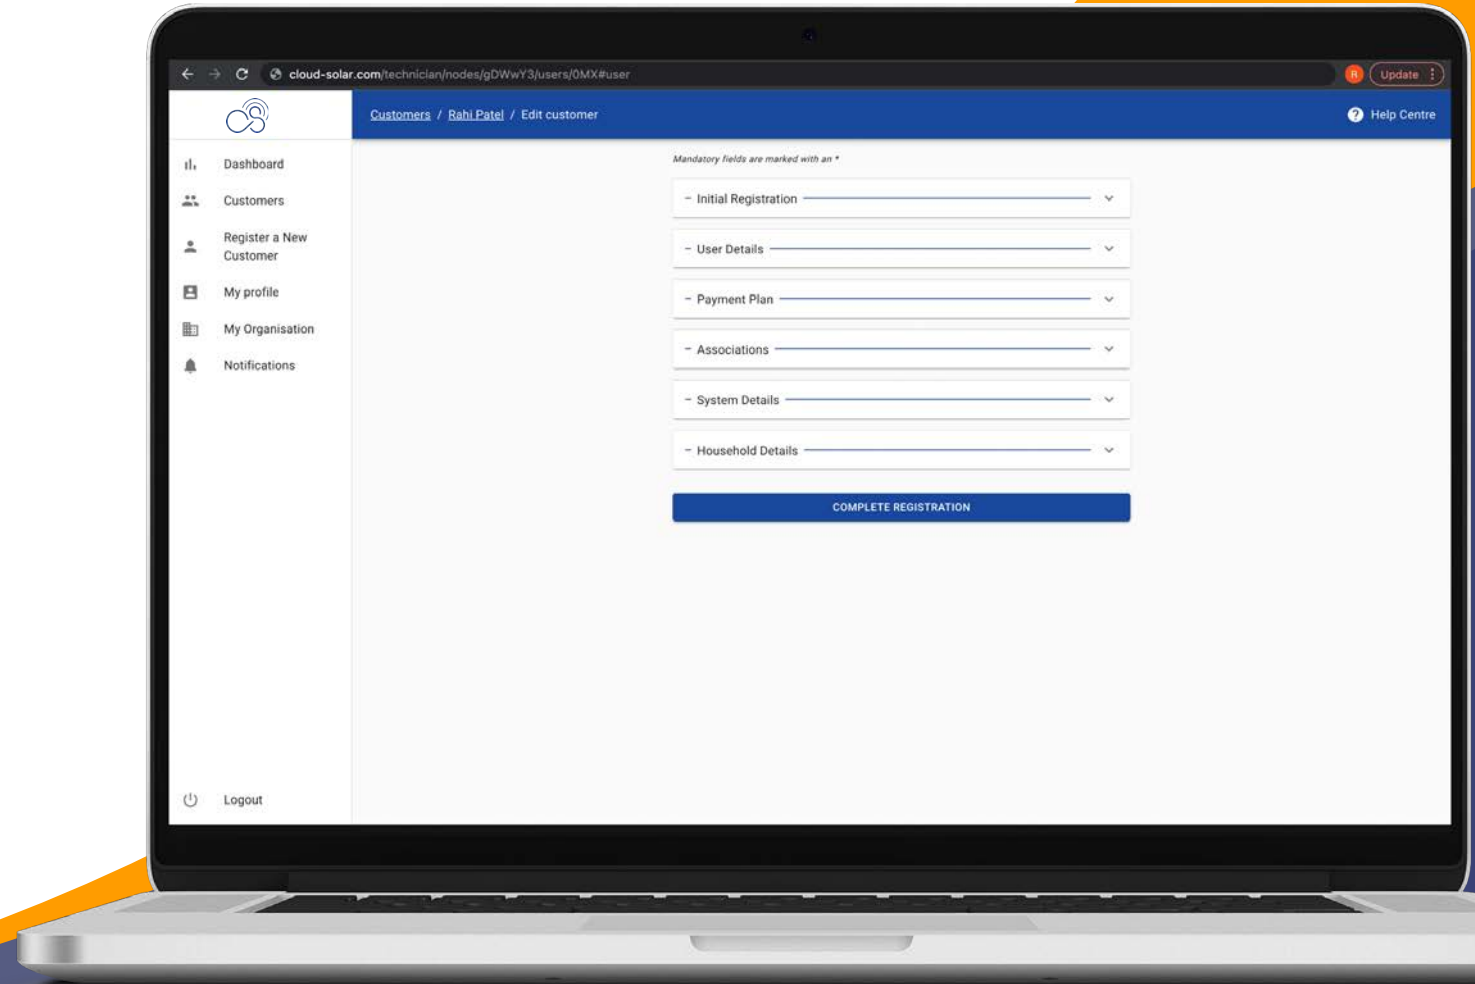 cloud-solar.com/technician/nodes/gDWwY3/users/0MX#user
R
Update
CS
Customers / Rahi Patel / Edit customer
? Help Centre
Dashboard
Customers
Register a New
Customer
My profile
My Organisation
Notifications
Logout
Mandatory fields are marked with an *
– Initial Registration
– User Details
– Payment Plan
– Associations
– System Details
– Household Details
COMPLETE REGISTRATION